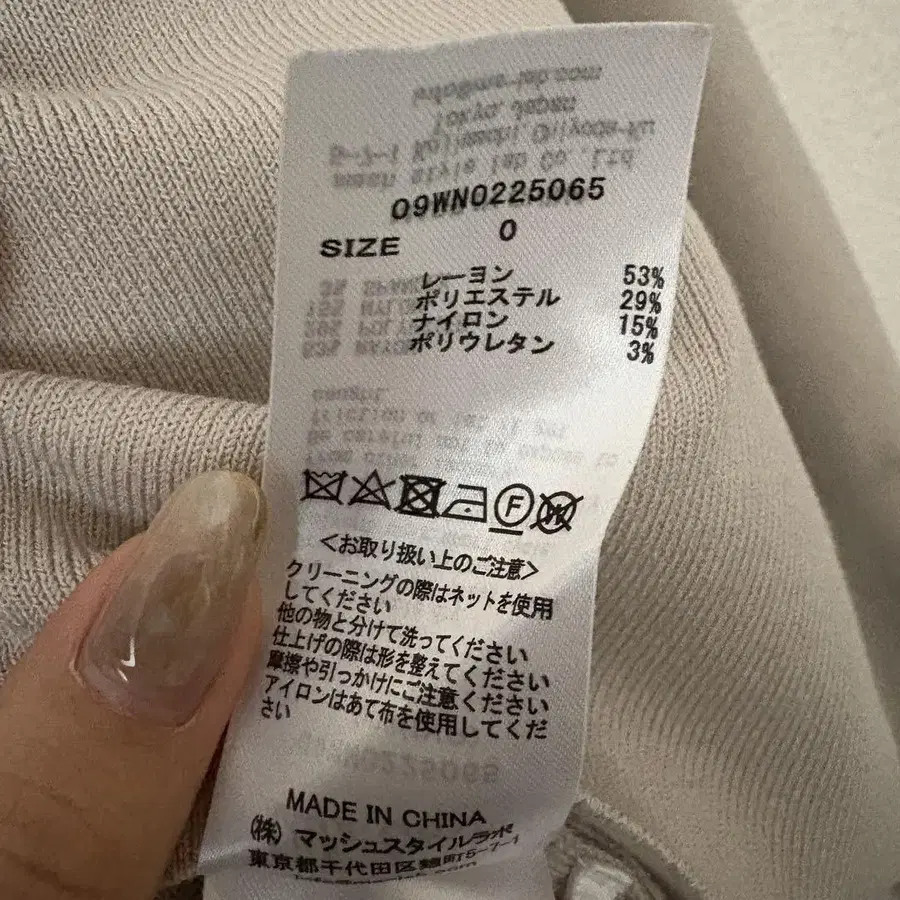 09WN0225065
SIZE 0
レーヨン 53%
ポリエステル 29%
ナイロン 15%
ポリウレタン 3%
F
W
<お取り扱い上のご注意>
クリーニングの際はネットを使用
してください
他の物と分けて洗ってください
仕上げの際は形を整えてください
摩擦や引っかけにご注意ください
アイロンはあて布を使用してくだ
さい
MADE IN CHINA
(株) マッシュスタイルラボ
東京都千代田区麹町5-7-1